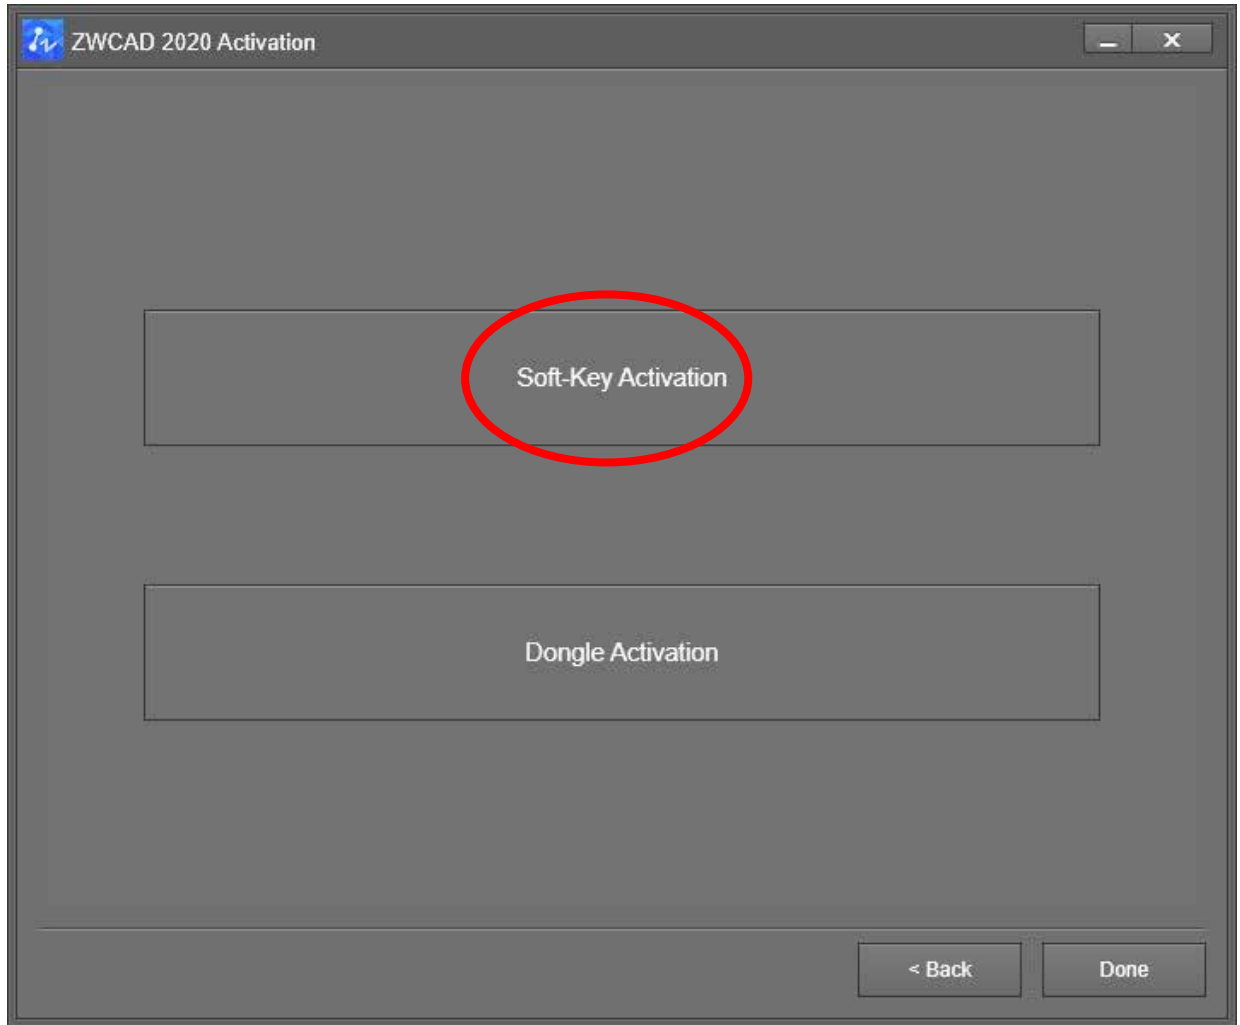 ZWCAD 2020 Activation
Soft-Key Activation
Dongle Activation
< Back
Done